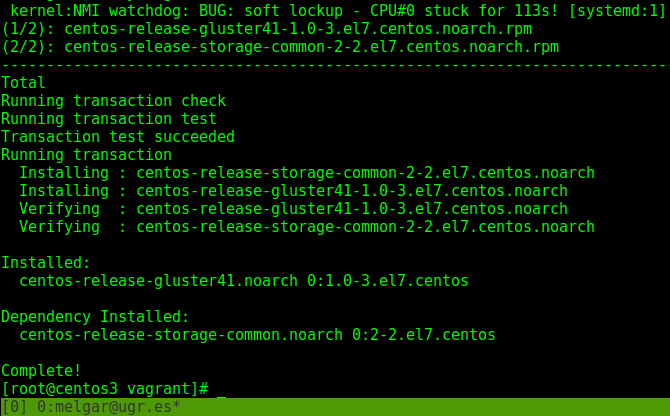 kernel:NMI watchdog: BUG: soft lockup - CPU#0 stuck for 113s! [systemd:1]
(1/2): centos-release-gluster41-1.0-3.el7.centos.noarch.rpm
(2/2): centos-release-storage-common-2-2.el7.centos.noarch.rpm
--------------------------------------------------------------------------
Total
Running transaction check
Running transaction test
Transaction test succeeded
Running transaction
  Installing : centos-release-storage-common-2-2.el7.centos.noarch
  Installing : centos-release-gluster41-1.0-3.el7.centos.noarch
  Verifying  : centos-release-gluster41-1.0-3.el7.centos.noarch
  Verifying  : centos-release-storage-common-2-2.el7.centos.noarch

Installed:
  centos-release-gluster41.noarch 0:1.0-3.el7.centos

Dependency Installed:
  centos-release-storage-common.noarch 0:2-2.el7.centos

Complete!
[root@centos3 vagrant]# _
[0] 0:melgar@ugr.es*